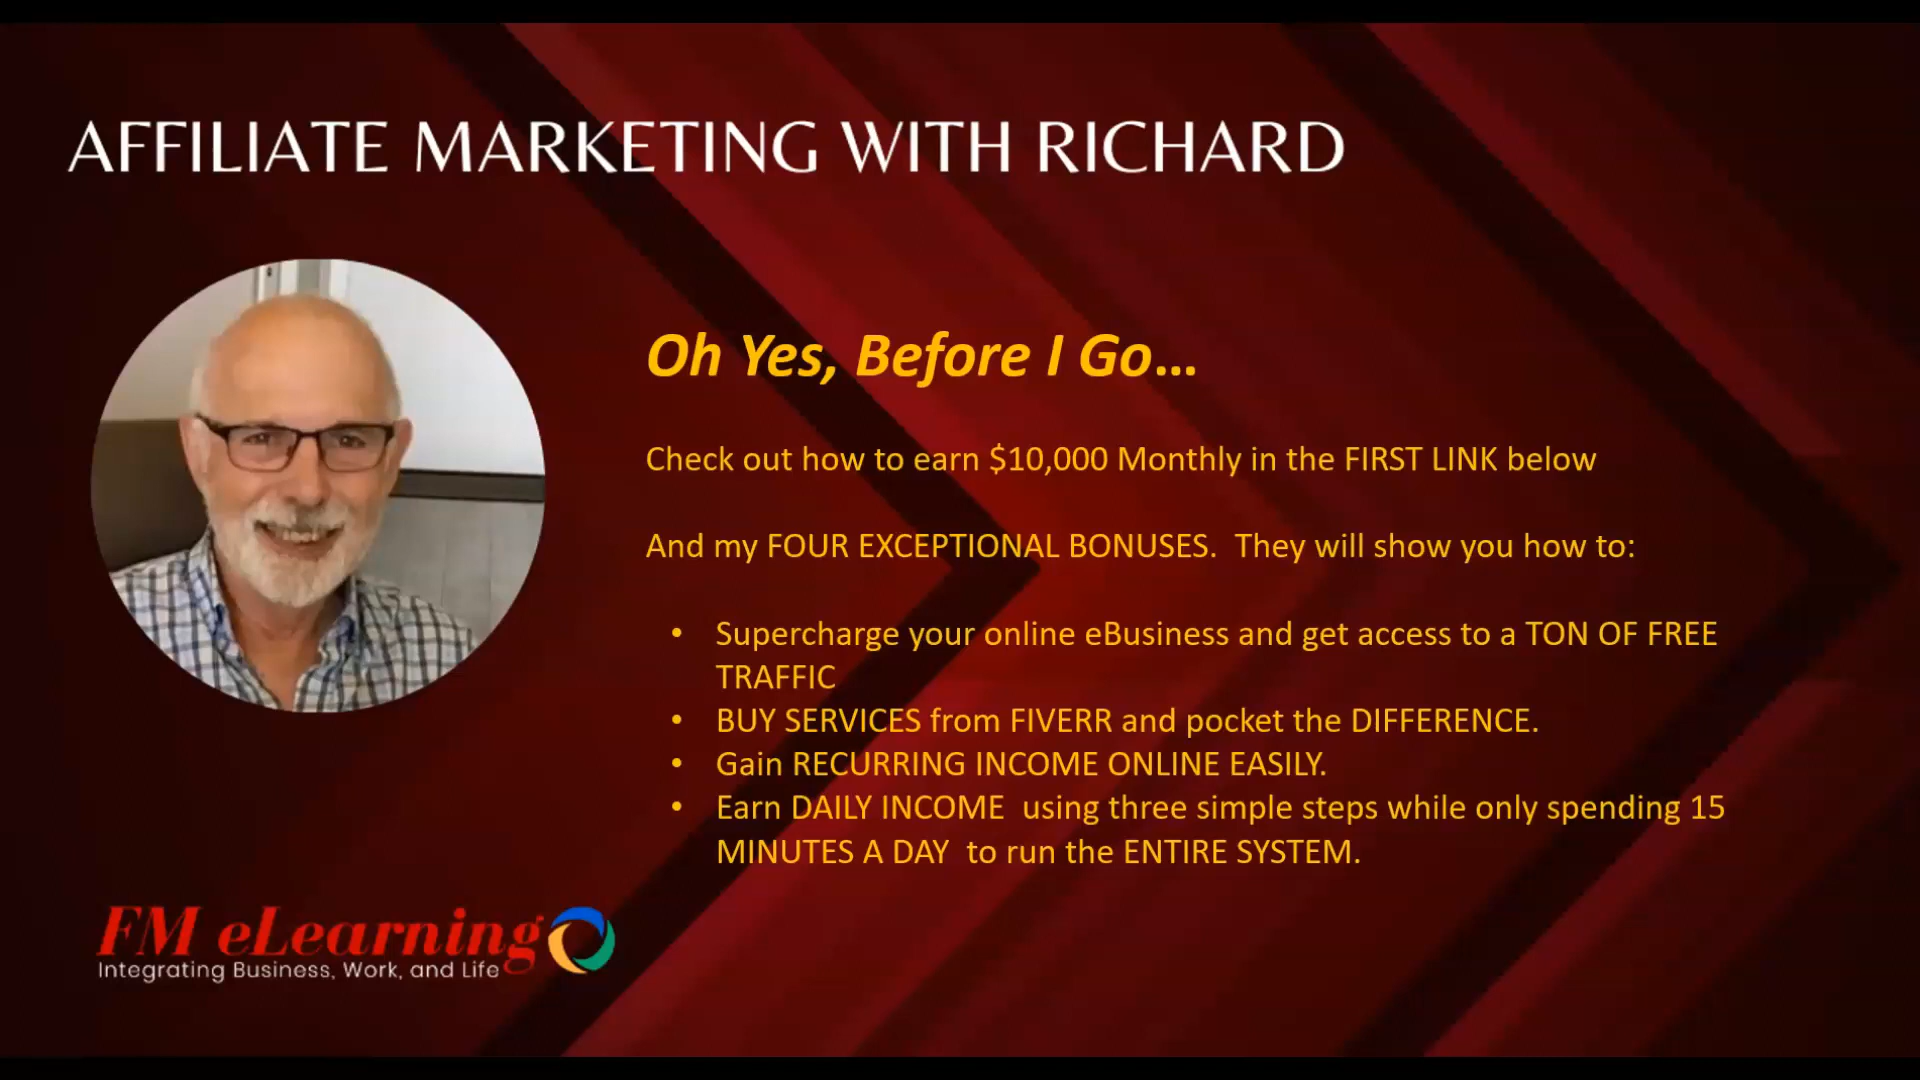 AFFILIATE MARKETING WITH RICHARD
Oh Yes, Before I Go...
Check out how to earn $10,000 Monthly in the FIRST LINK below
And my FOUR EXCEPTIONAL BONUSES.  They will show you how to:
• Supercharge your online eBusiness and get access to a TON OF FREE
TRAFFIC
• BUY SERVICES from FIVERR and pocket the DIFFERENCE.
• Gain RECURRING INCOME ONLINE EASILY.
• Earn DAILY INCOME  using three simple steps while only spending 15
MINUTES A DAY  to run the ENTIRE SYSTEM.
FM eLearning
Integrating Business, Work, and Life